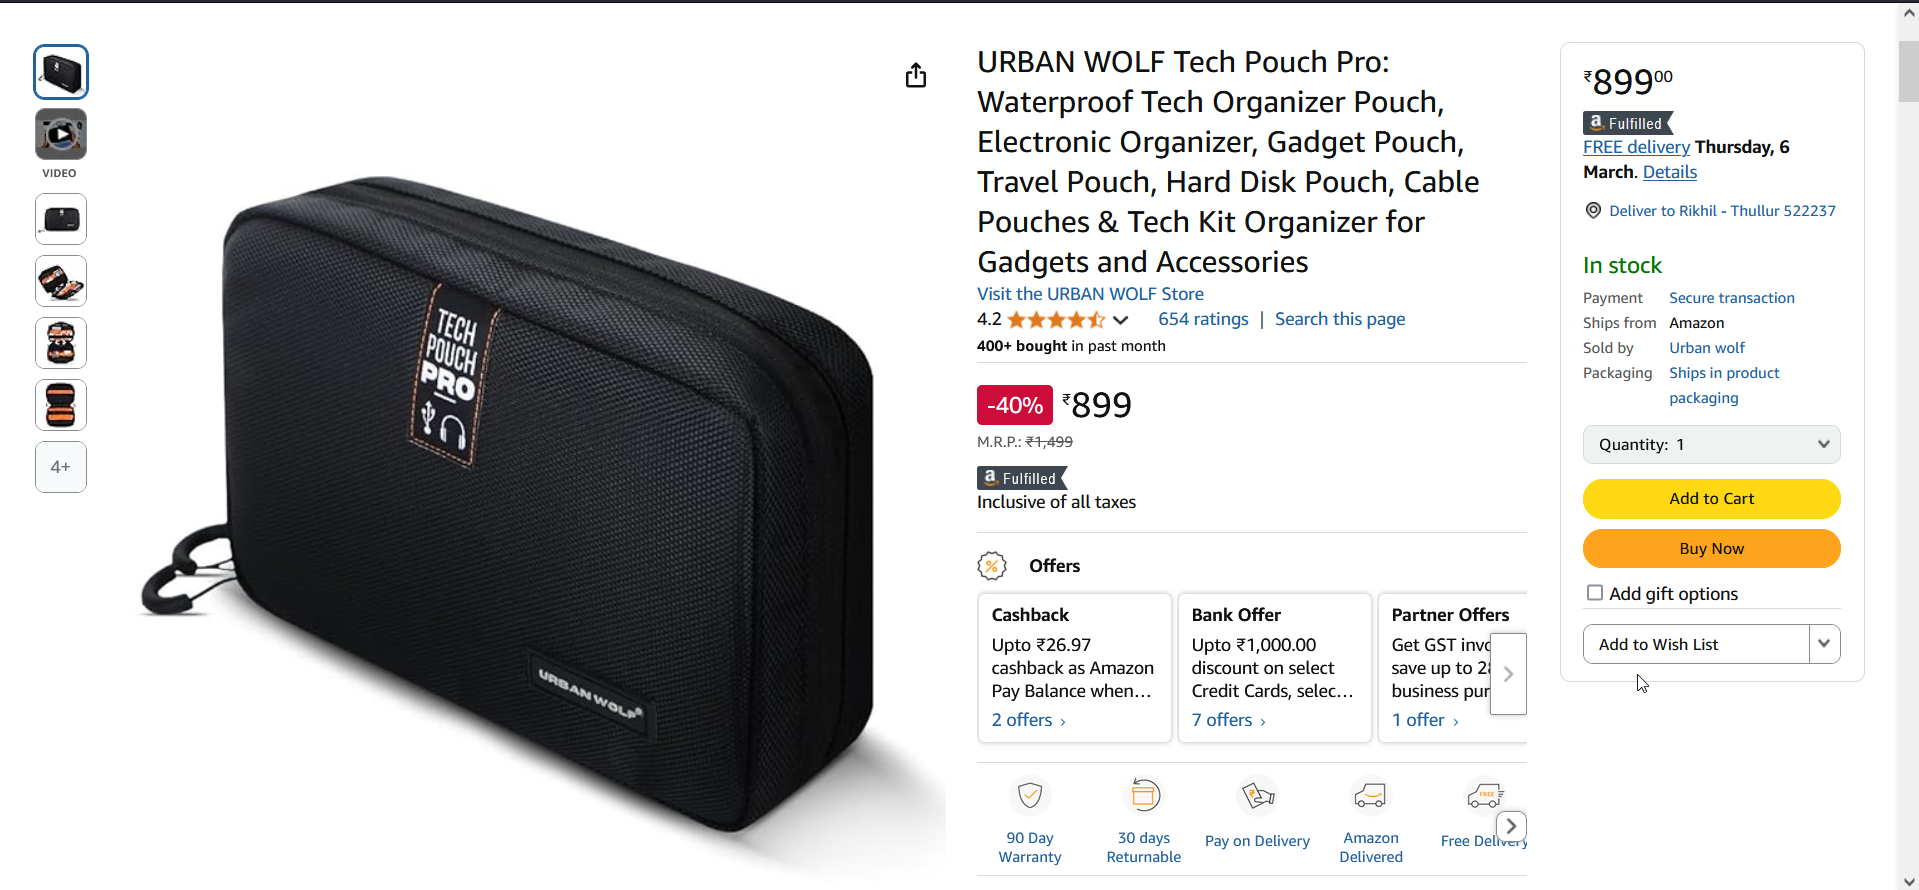 VIDEO
4+
TECH
POUCH
PRO
URBAN WOLF®
URBAN WOLF Tech Pouch Pro:
Waterproof Tech Organizer Pouch,
Electronic Organizer, Gadget Pouch,
Travel Pouch, Hard Disk Pouch, Cable
Pouches & Tech Kit Organizer for
Gadgets and Accessories
Visit the URBAN WOLF Store
4.2 654 ratings | Search this page
400+ bought in past month
-40% ₹899
M.R.P.: ₹1,499
a Fulfilled
Inclusive of all taxes
% Offers
Cashback
Upto ₹26.97
cashback as Amazon
Pay Balance when…
2 offers ›
Bank Offer
Upto ₹1,000.00
discount on select
Credit Cards, selec…
7 offers ›
Partner Offers
Get GST
save up to
business
1 offer ›
90 Day
Warranty
30 days
Returnable
Pay on Delivery
Amazon
Delivered
FREE
Free Delivery
₹89900
a Fulfilled
FREE delivery Thursday, 6
March. Details
Deliver to Rikhil - Thullur 522237
In stock
Payment Secure transaction
Ships from Amazon
Sold by Urban wolf
Packaging Ships in product
packaging
Quantity: 1
Add to Cart
Buy Now
Add gift options
Add to Wish List